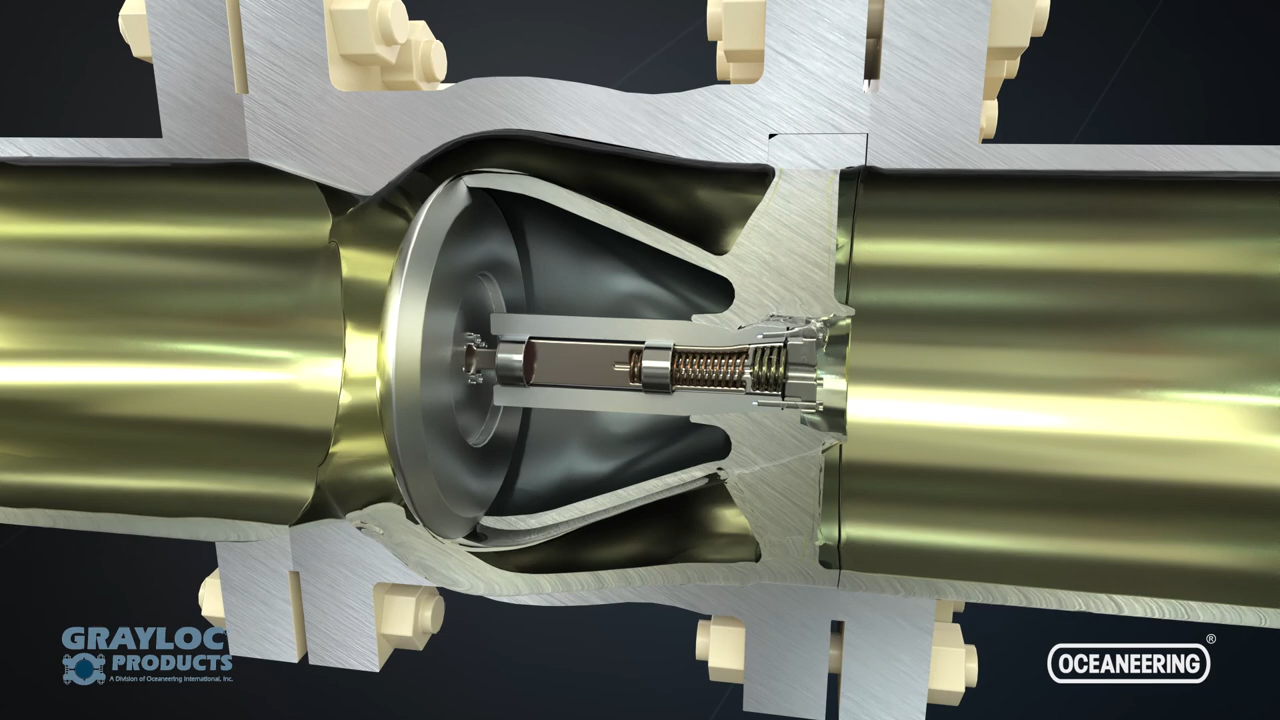 GRAYLOC
PRODUCTS
A Division of Oceaneering International, Inc.
OCEANEERING®